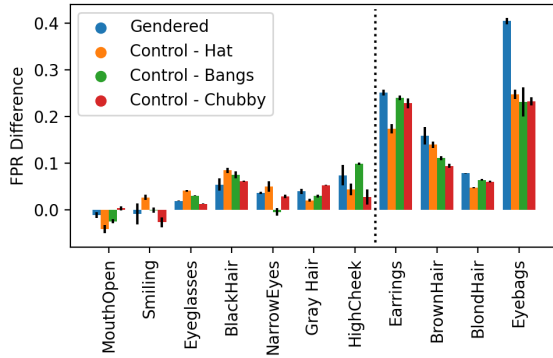 0.4
0.3
0.2
0.1
0.0
FPR Difference
Gendered
Control - Hat
Control - Bangs
Control - Chubby
MouthOpen
Smiling
Eyeglasses
BlackHair
NarrowEyes
Gray Hair
HighCheek
Earrings
BrownHair
BlondHair
Eyebags